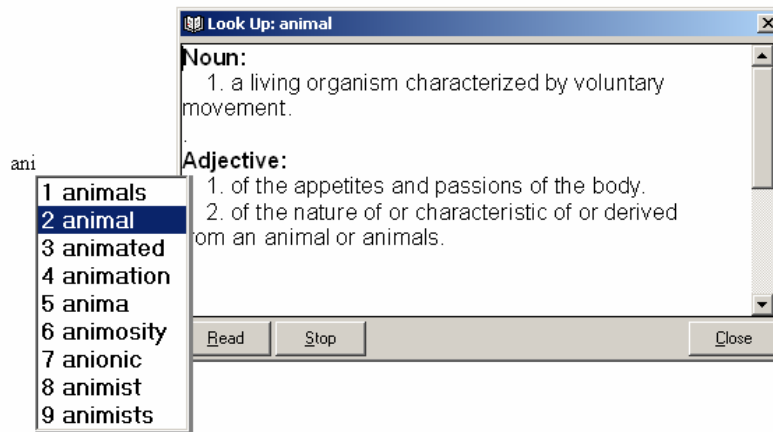 Look Up: animal
Noun:
1. a living organism characterized by voluntary
movement.
.
Adjective:
1. of the appetites and passions of the body.
2. of the nature of or characteristic of or derived
rom an animal or animals.
ani
1 animals
2 animal
3 animated
4 animation
5 anima
6 animosity
7 anionic
8 animist
9 animists
Read
Stop
Close